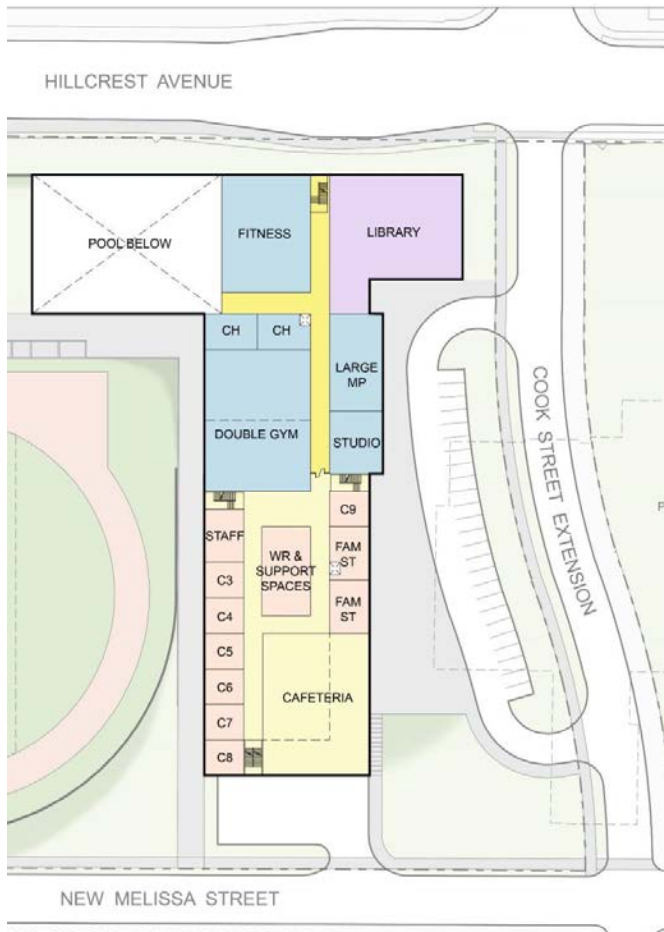 HILLCREST AVENUE
POOL BELOW
FITNESS
LIBRARY
CH
CH
LARGE
MP
DOUBLE GYM
STUDIO
COOK STREET EXTENSION
P
C9
STAFF
WR &
SUPPORT
SPACES
FAM
ST
C3
FAM
ST
C4
C5
C6
CAFETERIA
C7
C8
NEW MELISSA STREET